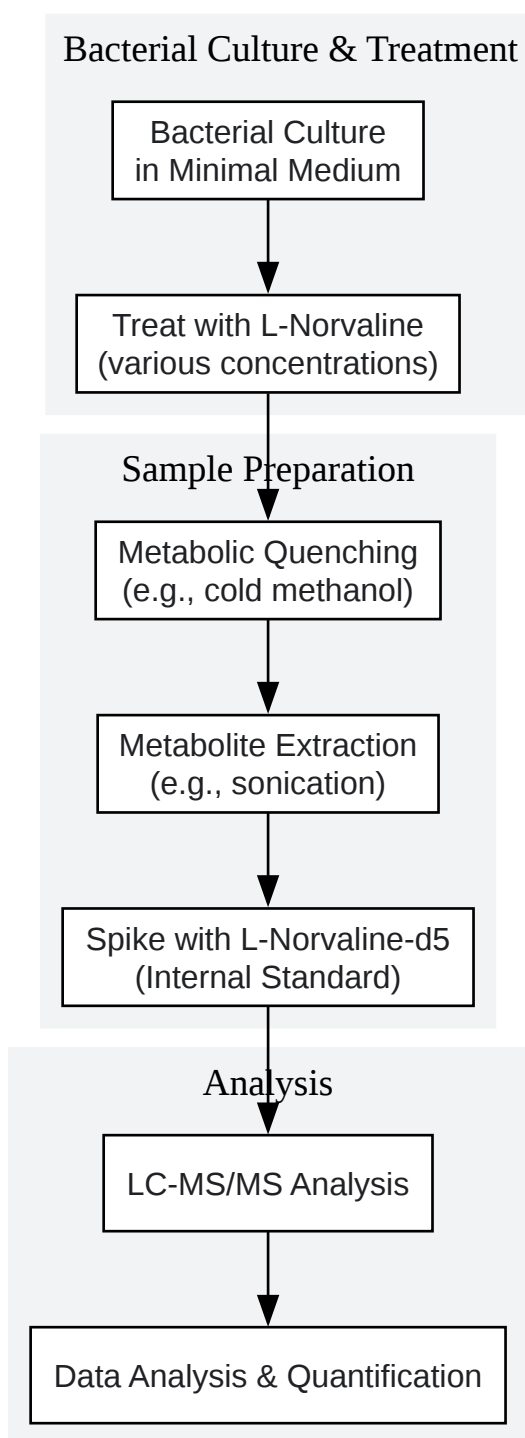 Bacterial Culture & Treatment
Bacterial Culture
in Minimal Medium
Treat with L-Norvaline
(various concentrations)
Sample Preparation
Metabolic Quenching
(e.g., cold methanol)
Metabolite Extraction
(e.g., sonication)
Spike with L-Norvaline-d5
(Internal Standard)
Analysis
LC-MS/MS Analysis
Data Analysis & Quantification